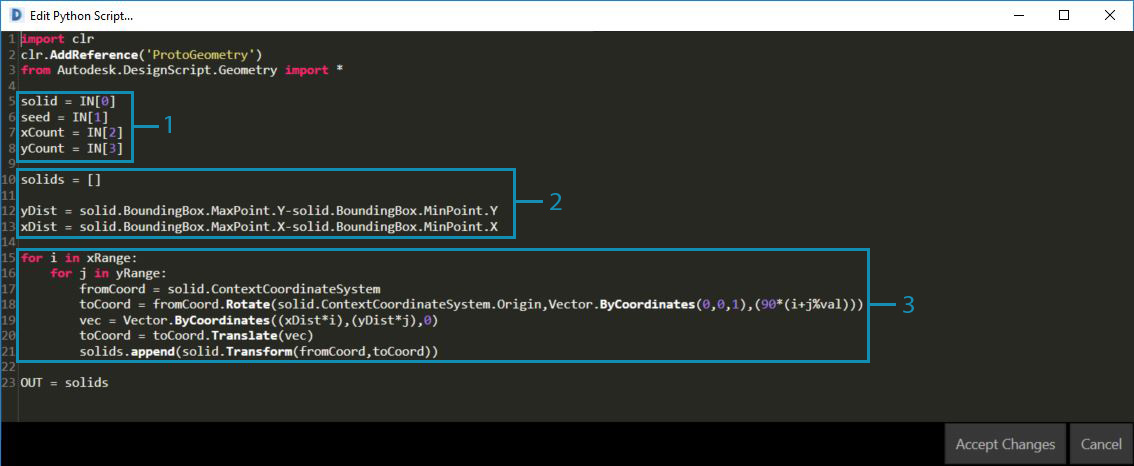 Edit Python Script...
1 import clr
2 clr.AddReference('ProtoGeometry')
3 from Autodesk.DesignScript.Geometry import *
4
5 solid = IN[0]
6 seed = IN[1]
7 xCount = IN[2]
8 yCount = IN[3]
1
9
10 solids = []
11
12 yDist = solid.BoundingBox.MaxPoint.Y-solid.BoundingBox.MinPoint.Y
13 xDist = solid.BoundingBox.MaxPoint.X-solid.BoundingBox.MinPoint.X
2
14
15 for i in xRange:
16     for j in yRange:
17         fromCoord = solid.ContextCoordinateSystem
18         toCoord = fromCoord.Rotate(solid.ContextCoordinateSystem.Origin,Vector.ByCoordinates(0,0,1),(90*(i+j%val)))
19         vec = Vector.ByCoordinates((xDist*i),(yDist*j),0)
20         toCoord = toCoord.Translate(vec)
21         solids.append(solid.Transform(fromCoord,toCoord))
3
22
23 OUT = solids
Accept Changes
Cancel